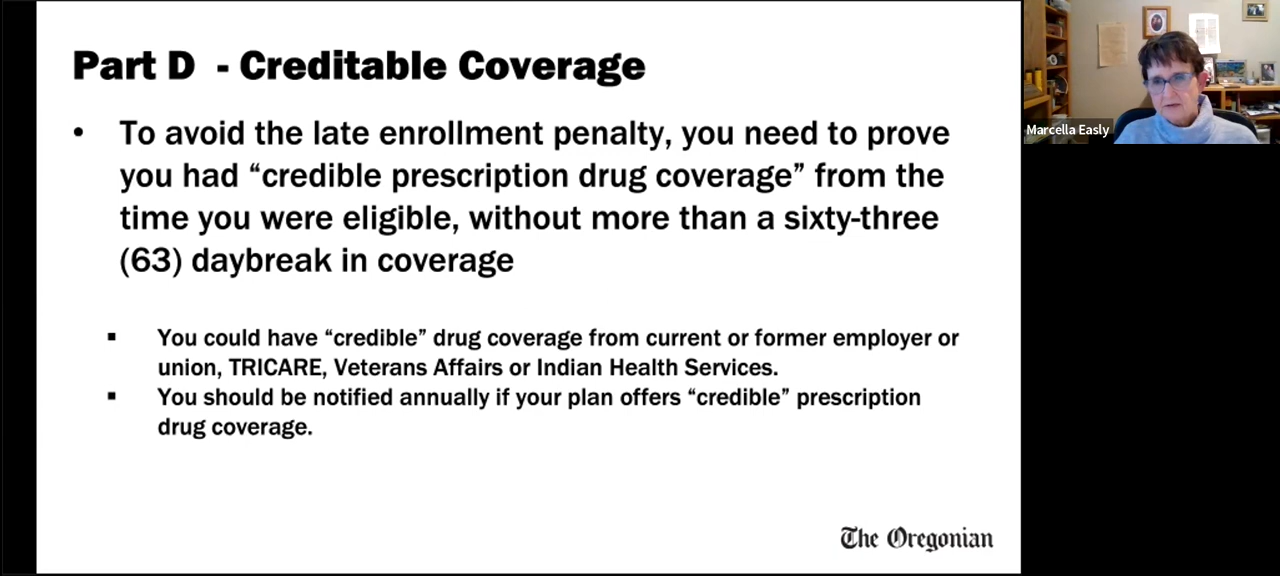 Part D - Creditable Coverage
• To avoid the late enrollment penalty, you need to prove
you had “credible prescription drug coverage” from the
time you were eligible, without more than a sixty-three
(63) daybreak in coverage
▪ You could have “credible” drug coverage from current or former employer or
union, TRICARE, Veterans Affairs or Indian Health Services.
▪ You should be notified annually if your plan offers “credible” prescription
drug coverage.
The Oregonian
Marcella Easly